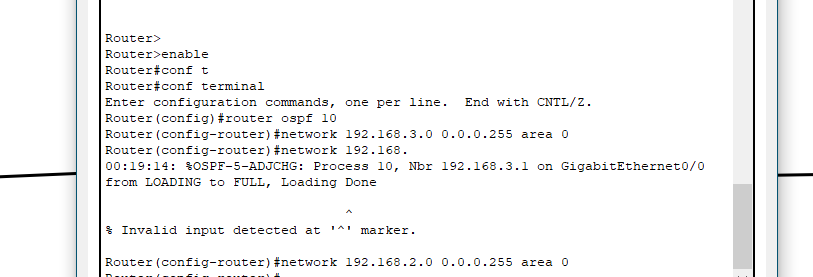 Router>
Router>enable
Router#conf t
Router#conf terminal
Enter configuration commands, one per line.  End with CNTL/Z.
Router(config)#router ospf 10
Router(config-router)#network 192.168.3.0 0.0.0.255 area 0
Router(config-router)#network 192.168.
00:19:14: %OSPF-5-ADJCHG: Process 10, Nbr 192.168.3.1 on GigabitEthernet0/0
from LOADING to FULL, Loading Done
^
% Invalid input detected at '^' marker.
Router(config-router)#network 192.168.2.0 0.0.0.255 area 0
Router(config-router)#